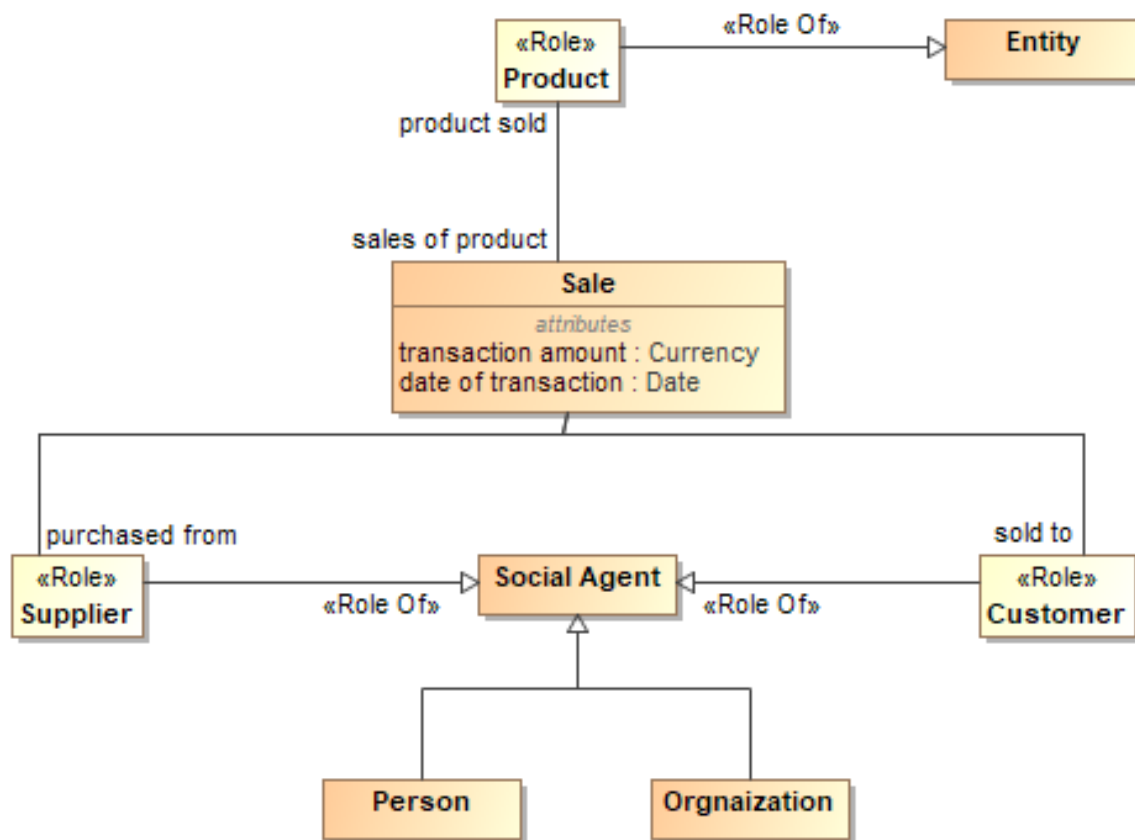 «Role»
Product
«Role Of»
Entity
product sold
sales of product
Sale
attributes
transaction amount : Currency
date of transaction : Date
purchased from
sold to
«Role»
Supplier
«Role Of»
Social Agent
«Role Of»
«Role»
Customer
Person
Orgnaization